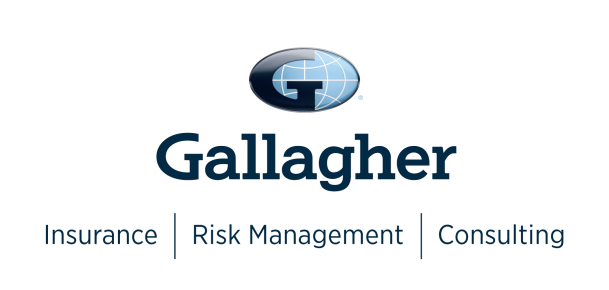 G
Gallagher
Insurance | Risk Management | Consulting